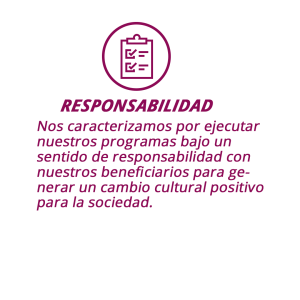 RESPONSABILIDAD
Nos caracterizamos por ejecutar
nuestros programas bajo un
sentido de responsabilidad con
nuestros beneficiarios para ge-
nerar un cambio cultural positivo
para la sociedad.